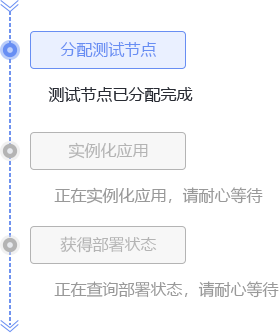 分配测试节点
测试节点已分配完成
实例化应用
正在实例化应用，请耐心等待
获得部署状态
正在查询部署状态，请耐心等待